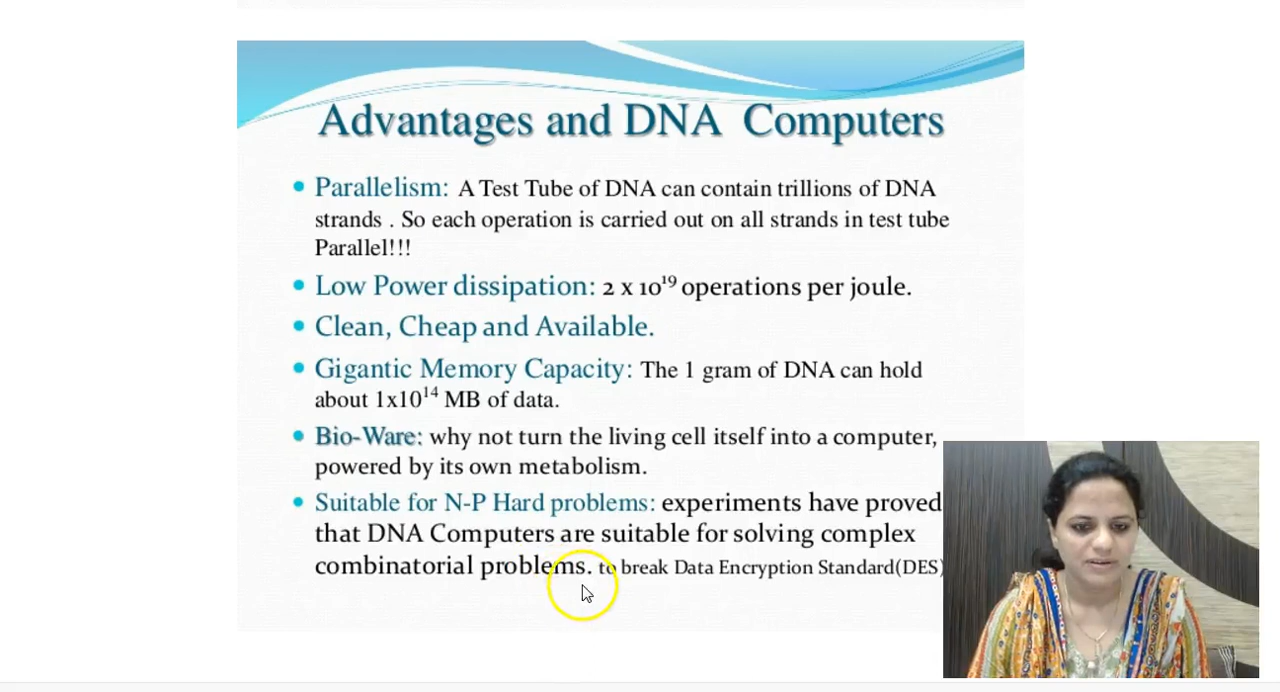 Advantages and DNA Computers
Parallelism: A Test Tube of DNA can contain trillions of DNA
strands . So each operation is carried out on all strands in test tube
Parallel!!!
Low Power dissipation: 2 x 10¹⁹ operations per joule.
Clean, Cheap and Available.
Gigantic Memory Capacity: The 1 gram of DNA can hold
about 1x10¹⁴ MB of data.
Bio-Ware: why not turn the living cell itself into a computer,
powered by its own metabolism.
Suitable for N-P Hard problems: experiments have proved
that DNA Computers are suitable for solving complex
combinatorial problems. to break Data Encryption Standard(DES)